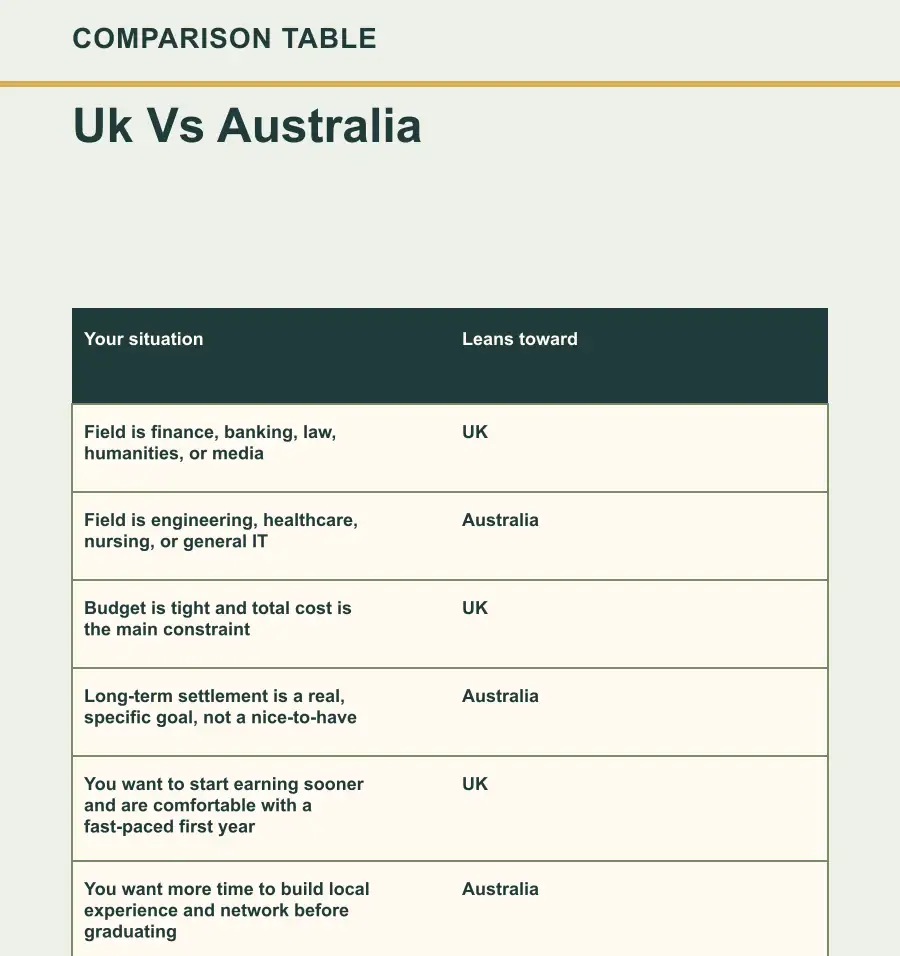 COMPARISON TABLE
Uk Vs Australia
Your situation
Leans toward
Field is finance, banking, law,
humanities, or media
UK
Field is engineering, healthcare,
nursing, or general IT
Australia
Budget is tight and total cost is
the main constraint
UK
Long-term settlement is a real,
specific goal, not a nice-to-have
Australia
You want to start earning sooner
and are comfortable with a
fast-paced first year
UK
You want more time to build local
experience and network before
graduating
Australia